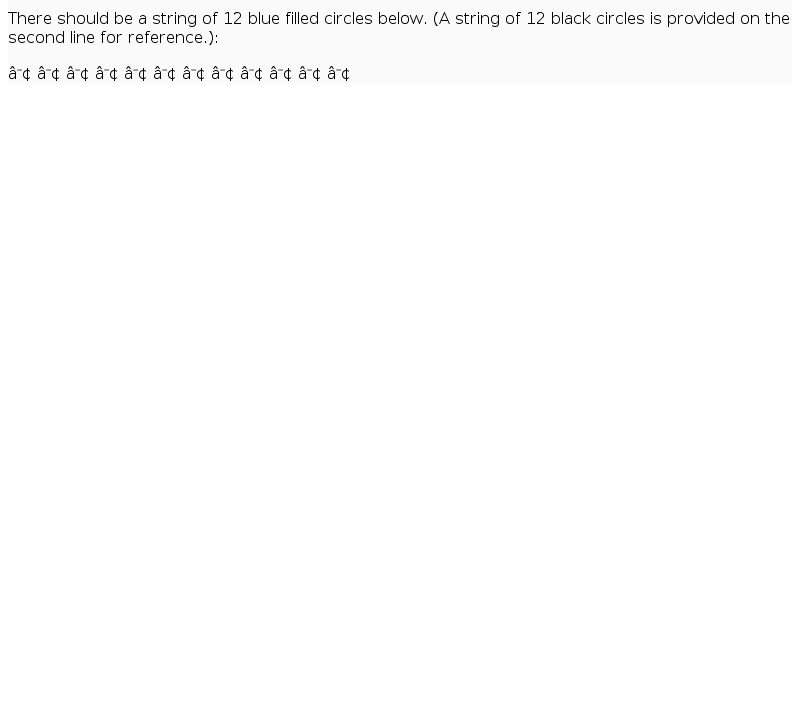 There should be a string of 12 blue filled circles below. (A string of 12 black circles is provided on the
second line for reference.):
â¬¢ â¬¢ â¬¢ â¬¢ â¬¢ â¬¢ â¬¢ â¬¢ â¬¢ â¬¢ â¬¢ â¬¢